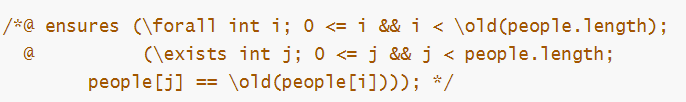 /*@ ensures (\forall int i; 0 <= i && i < \old(people.length);
@ (\exists int j; 0 <= j && j < people.length;
people[j] == \old(people[i]))); */